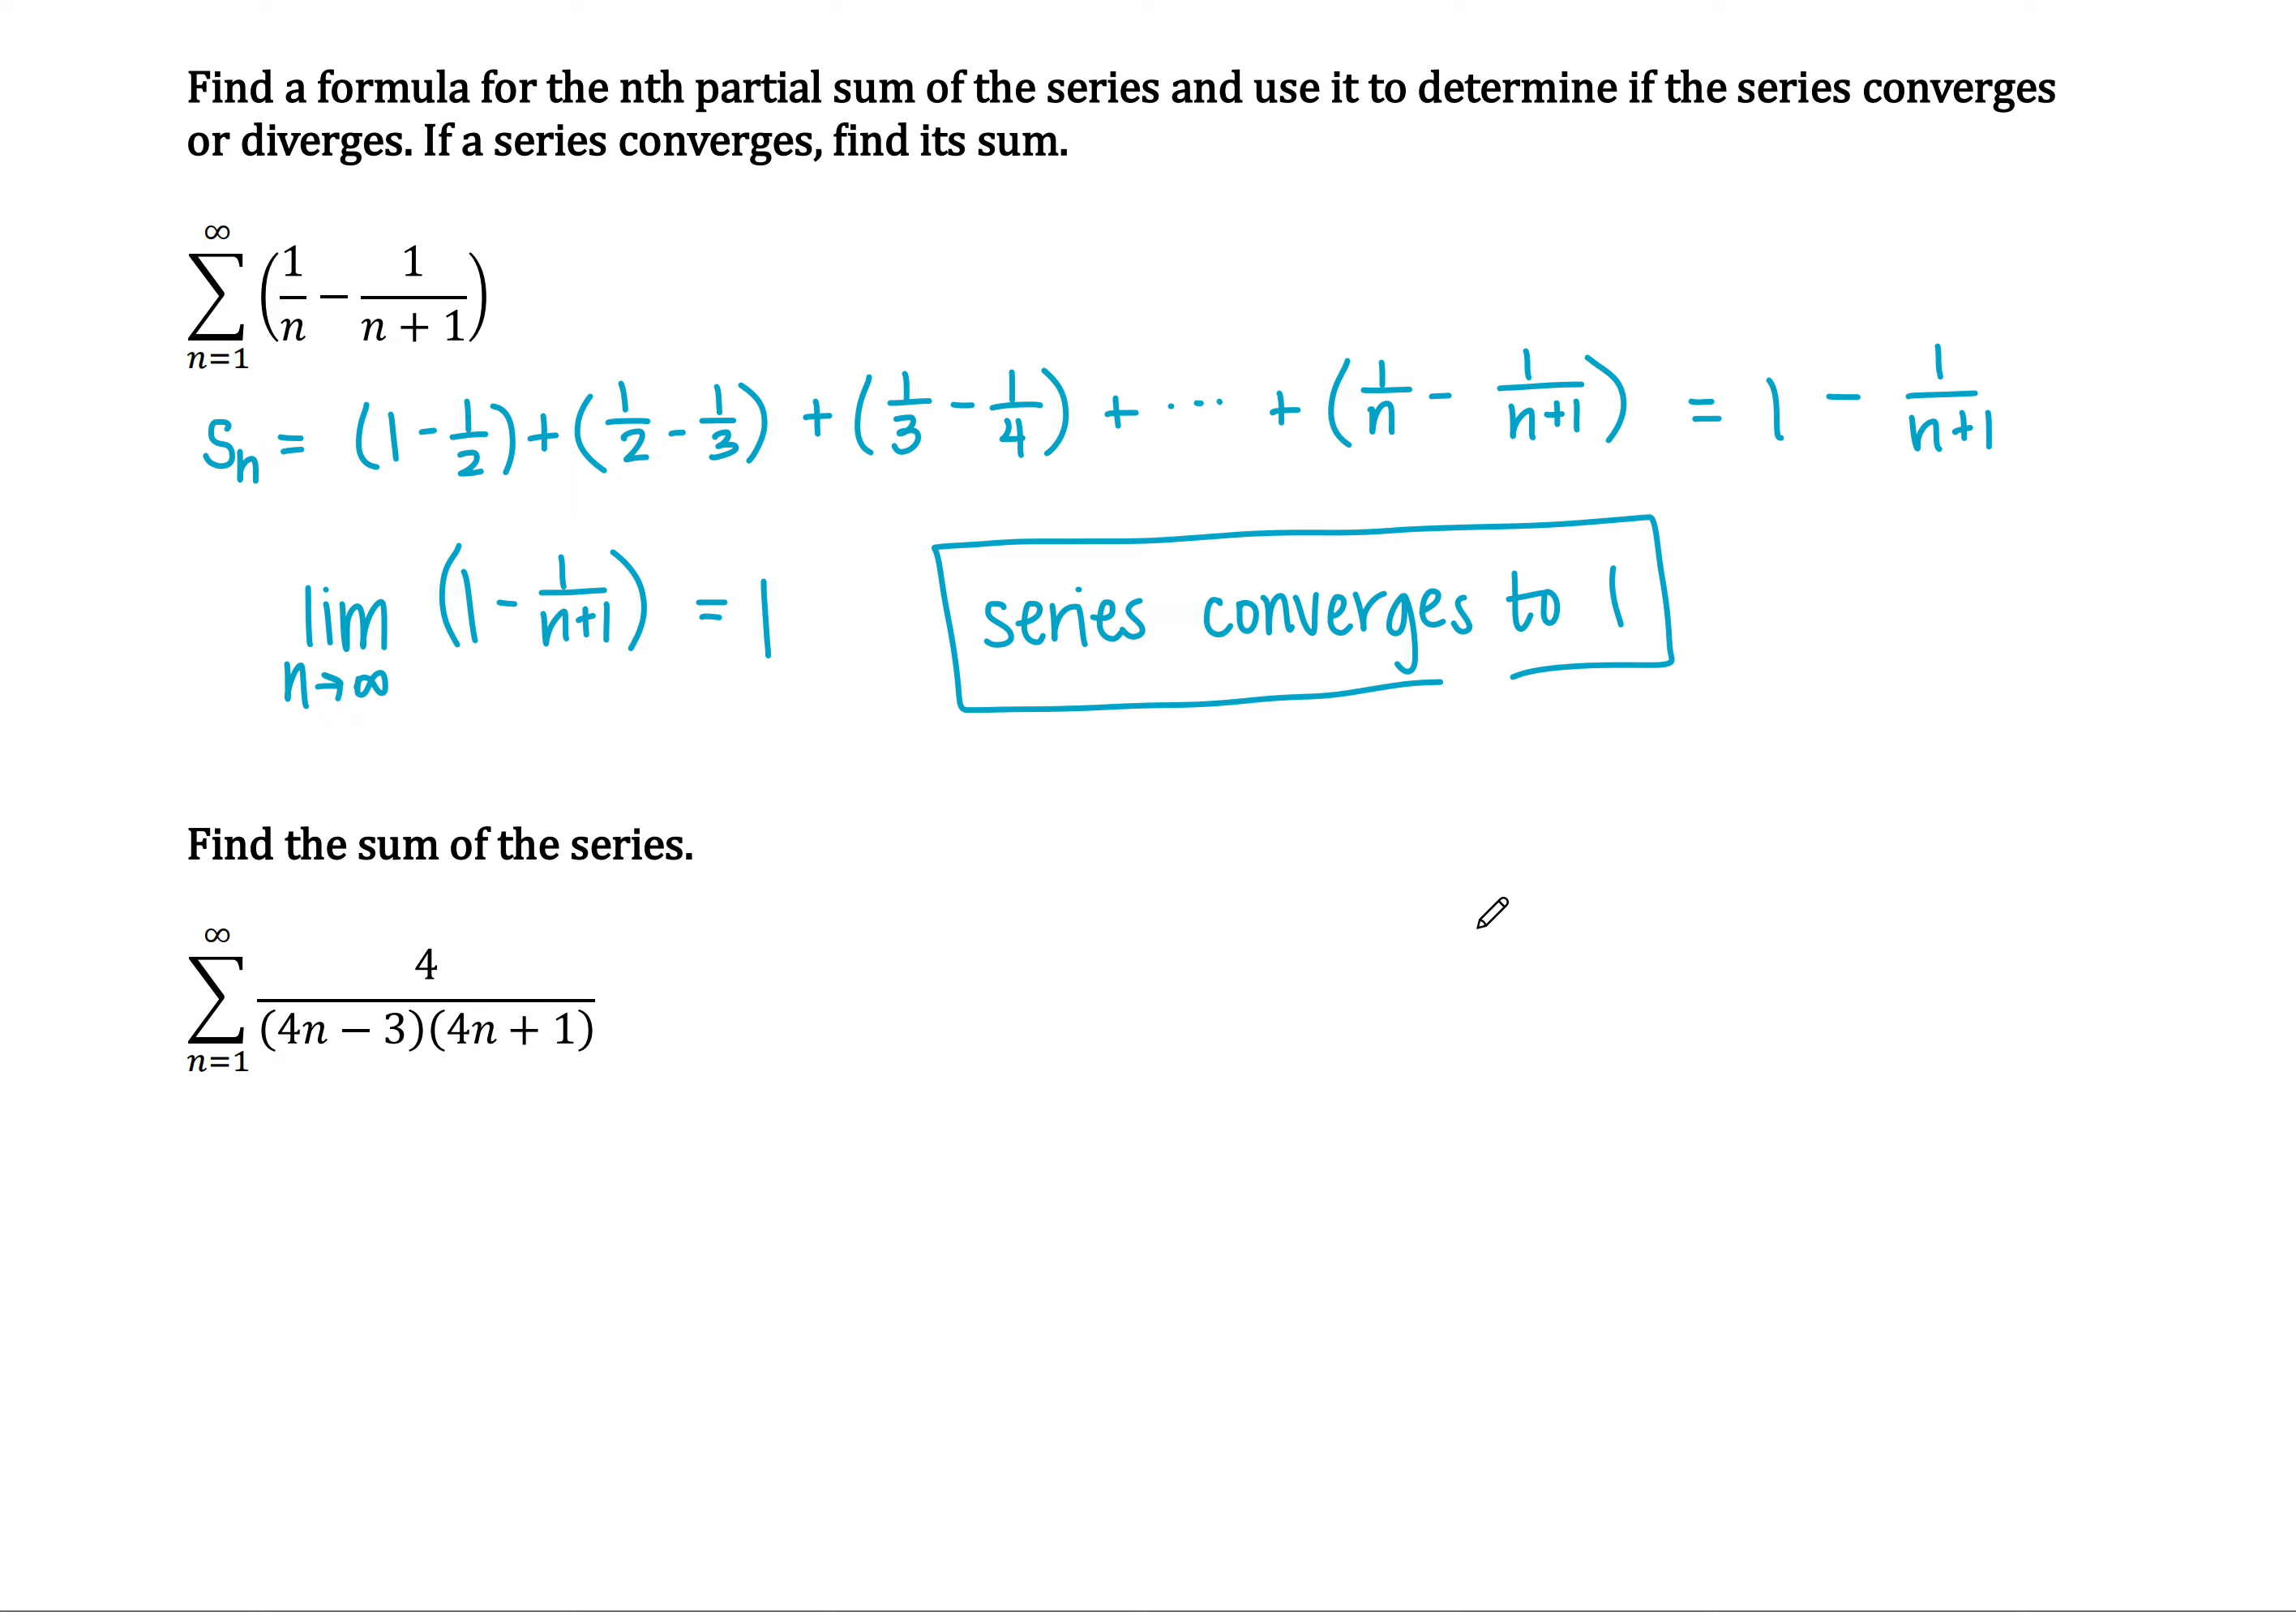 Find a formula for the nth partial sum of the series and use it to determine if the series converges
or diverges. If a series converges, find its sum.
∑_{n=1}^{∞} (1/n − 1/(n + 1))
Sₙ = (1 - 1/2) + (1/2 - 1/3) + (1/3 - 1/4) + ··· + (1/n - 1/(n+1)) = 1 - 1/(n+1)
lim_{n→∞} (1 - 1/(n+1)) = 1
series converges to 1
Find the sum of the series.
∑_{n=1}^{∞} 4/((4n − 3)(4n + 1))